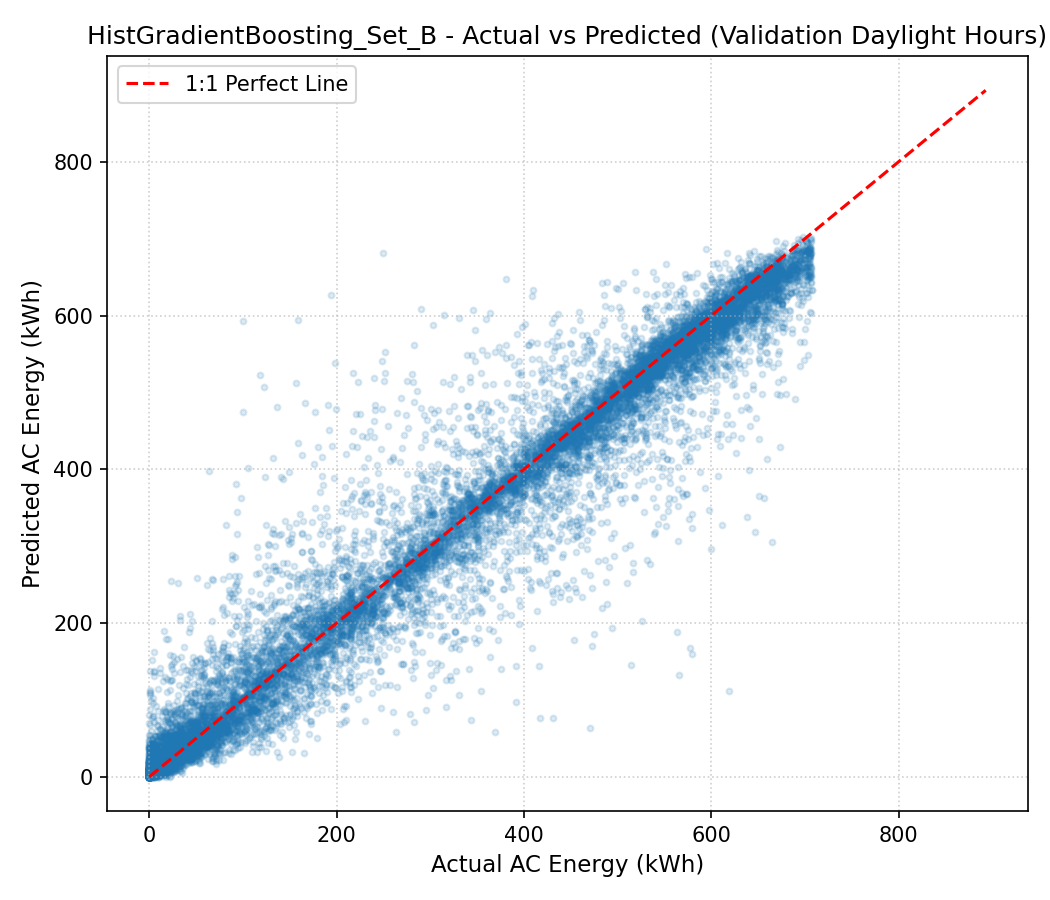 HistGradientBoosting_Set_B - Actual vs Predicted (Validation Daylight Hours)
1:1 Perfect Line
Predicted AC Energy (kWh)
800
600
400
200
0
0 200 400 600 800
Actual AC Energy (kWh)